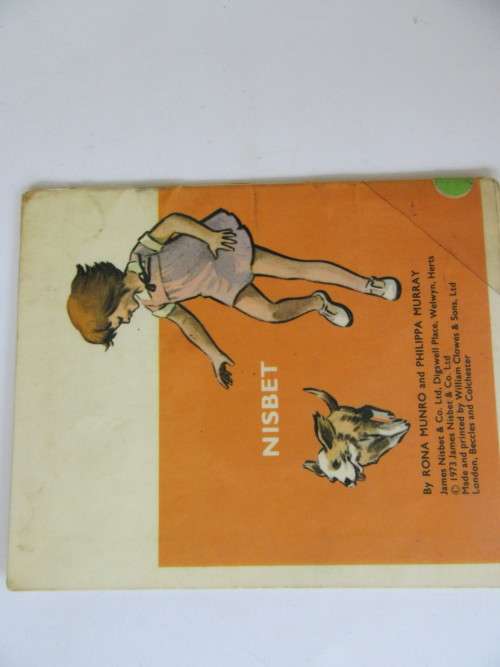 NISBET
By RONA MUNRO and PHILIPPA MURRAY
James Nisbet & Co. Ltd, Digswell Place, Welwyn, Herts
© 1973 James Nisbet & Co. Ltd
Made and printed by William Clowes & Sons, Ltd
London, Beccles and Colchester